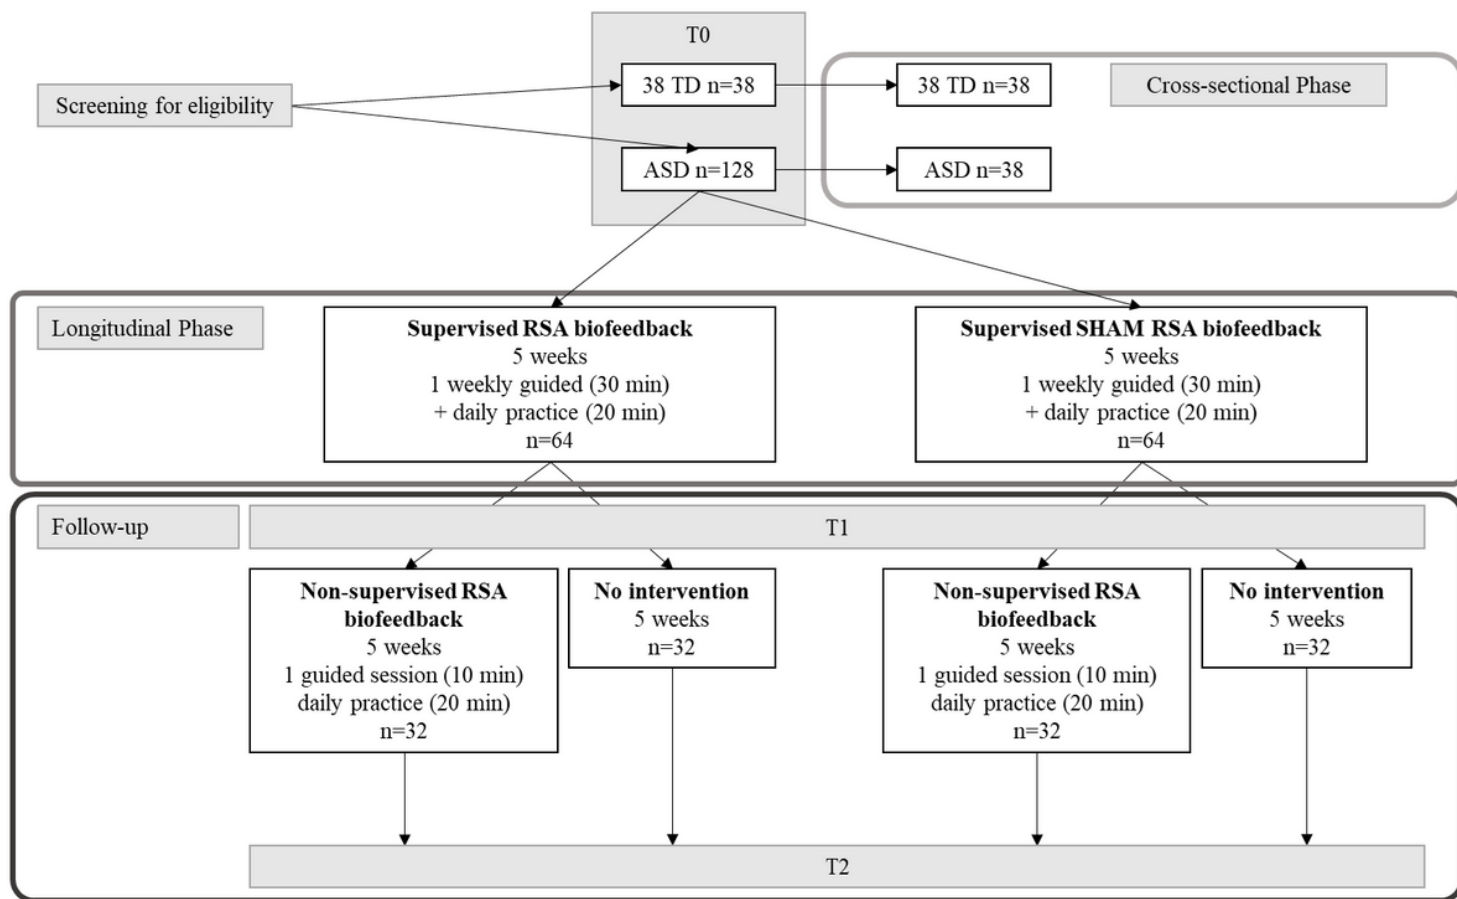 T0
Screening for eligibility
38 TD n=38
38 TD n=38
Cross-sectional Phase
ASD n=128
ASD n=38
Longitudinal Phase
Supervised RSA biofeedback
5 weeks
1 weekly guided (30 min)
+ daily practice (20 min)
n=64
Supervised SHAM RSA biofeedback
5 weeks
1 weekly guided (30 min)
+ daily practice (20 min)
n=64
Follow-up
T1
Non-supervised RSA
biofeedback
5 weeks
1 guided session (10 min)
daily practice (20 min)
n=32
No intervention
5 weeks
n=32
Non-supervised RSA
biofeedback
5 weeks
1 guided session (10 min)
daily practice (20 min)
n=32
No intervention
5 weeks
n=32
T2